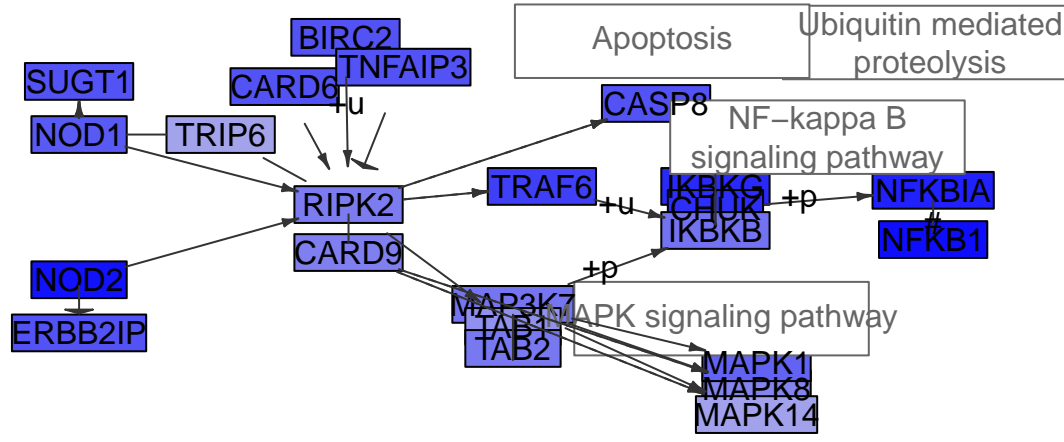 BIRC2
Apoptosis
Ubiquitin mediated
proteolysis
SUGT1
TNFAIP3
CARD6
+u
CASP8
NOD1
TRIP6
NF−kappa B
signaling pathway
RIPK2
TRAF6
+u
IKBKG
CHUK
IKBKB
+p
NFKBIA
#
NFKB1
CARD9
NOD2
+p
ERBB2IP
MAP3K7
TAB1
TAB2
MAPK signaling pathway
MAPK1
MAPK8
MAPK14